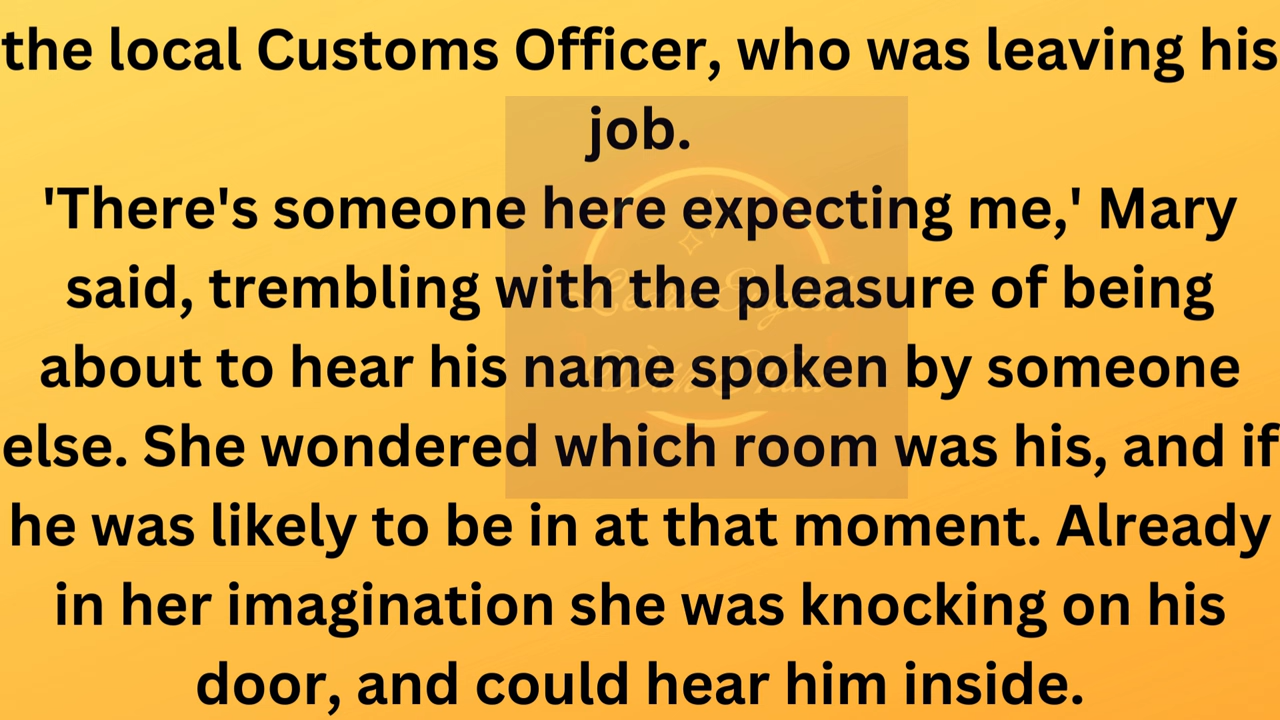 the local Customs Officer, who was leaving his
job.
'There's someone here expecting me,' Mary
said, trembling with the pleasure of being
about to hear his name spoken by someone
else. She wondered which room was his, and if
he was likely to be in at that moment. Already
in her imagination she was knocking on his
door, and could hear him inside.